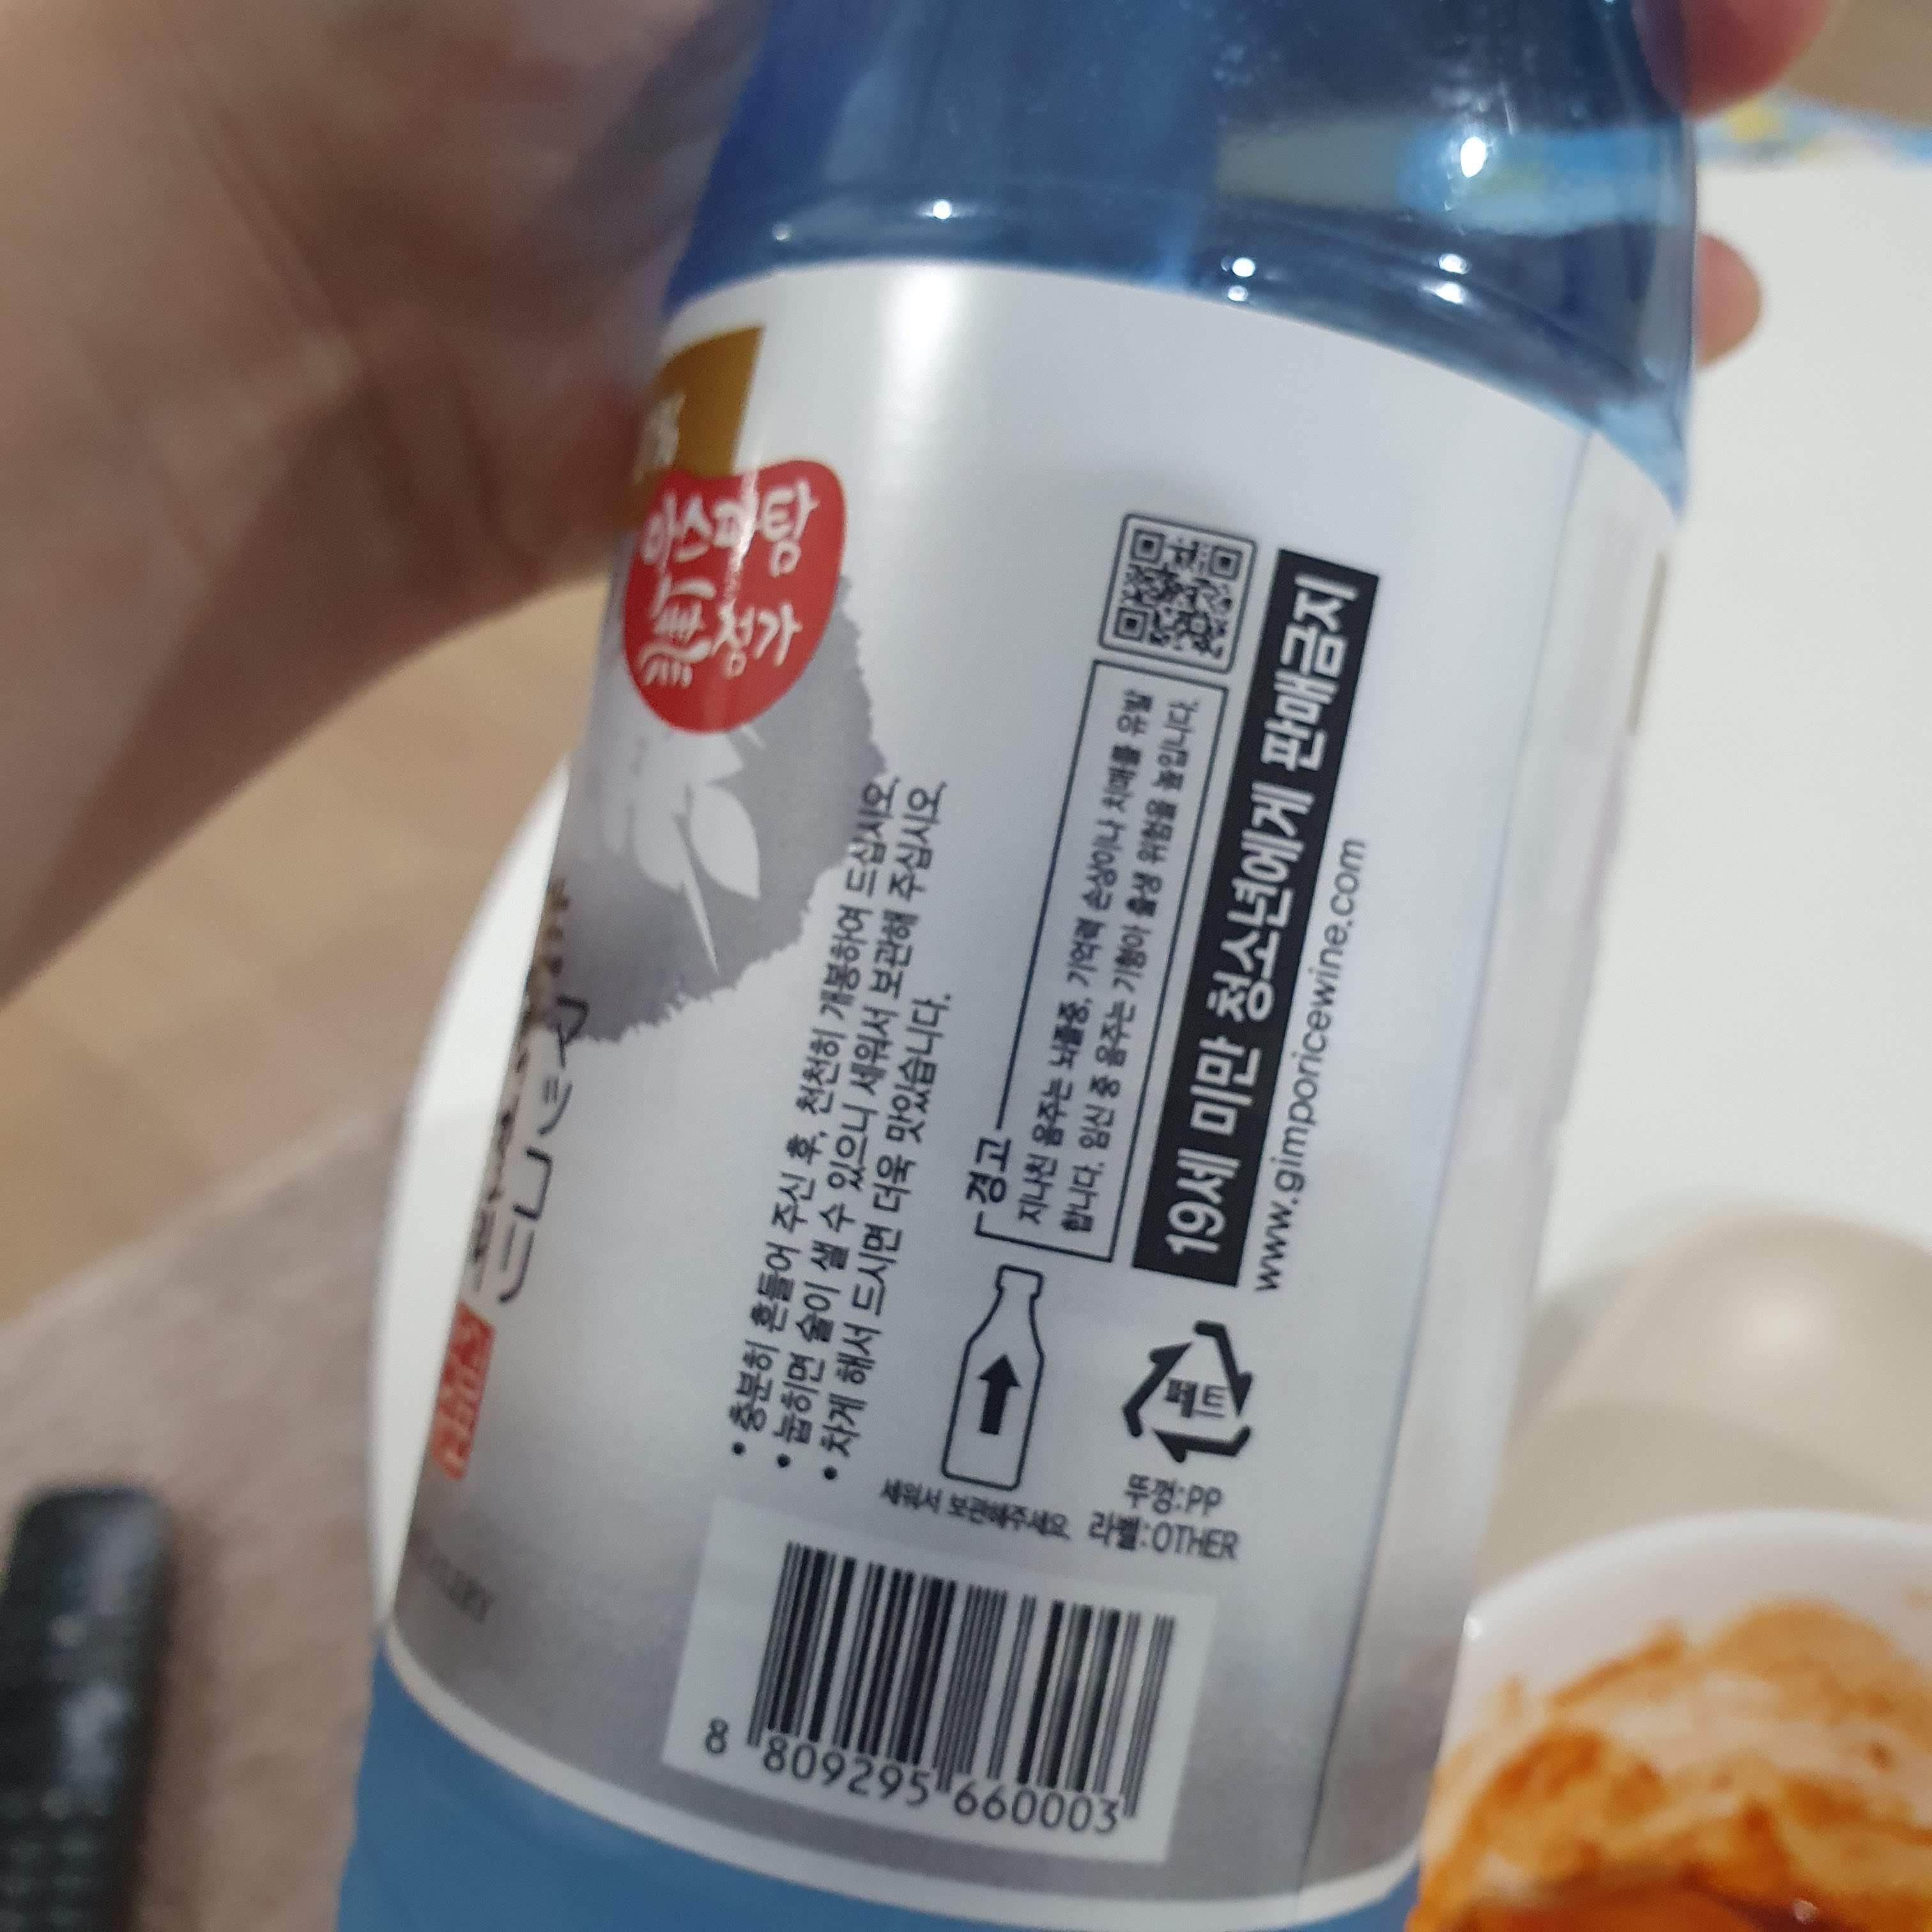 아스파탐
無첨가
• 충분히 흔들어 주신 후, 천천히 개봉하여 드십시오.
• 눕히면 술이 샐 수 있으니 세워서 보관해 주십시오.
• 차게 해서 드시면 더욱 맛있습니다.
세워서 보관해주세요.
경고
지나친 음주는 뇌졸중, 기억력 손상이나 치매를 유발
합니다. 임신 중 음주는 기형아 출생 위험을 높입니다.
19세 미만 청소년에게 판매금지
www.gimporicewine.com
페트
뚜껑:PP
라벨:OTHER
8 809295 660003